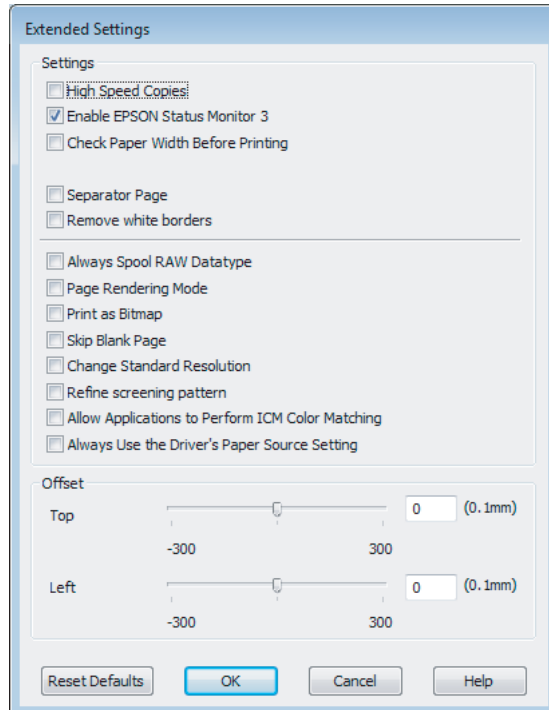 Extended Settings
Settings
High Speed Copies
Enable EPSON Status Monitor 3
Check Paper Width Before Printing
Separator Page
Remove white borders
Always Spool RAW Datatype
Page Rendering Mode
Print as Bitmap
Skip Blank Page
Change Standard Resolution
Refine screening pattern
Allow Applications to Perform ICM Color Matching
Always Use the Driver's Paper Source Setting
Offset
Top 0 (0.1mm)
-300 300
Left 0 (0.1mm)
-300 300
Reset Defaults OK Cancel Help